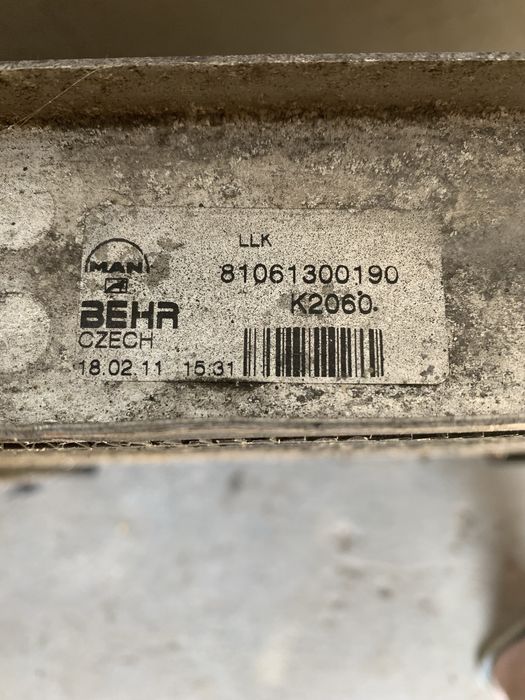 LLK
MAN
81061300190
K2060
BEHR
CZECH
18.02.11 15:31